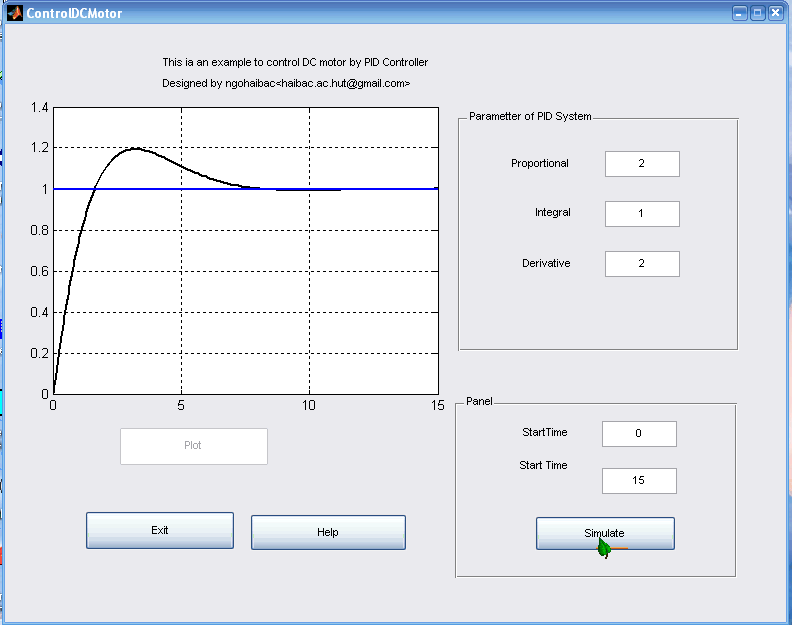 ControlDCMotor
This ia an example to control DC motor by PID Controller
Designed by ngohaibac<haibac.ac.hut@gmail.com>
1.4
1.2
1
0.8
0.6
0.4
0.2
0
0 5 10 15
Plot
Exit
Help
Parametter of PID System
Proportional 2
Integral 1
Derivative 2
Panel
StartTime 0
Start Time 15
Simulate